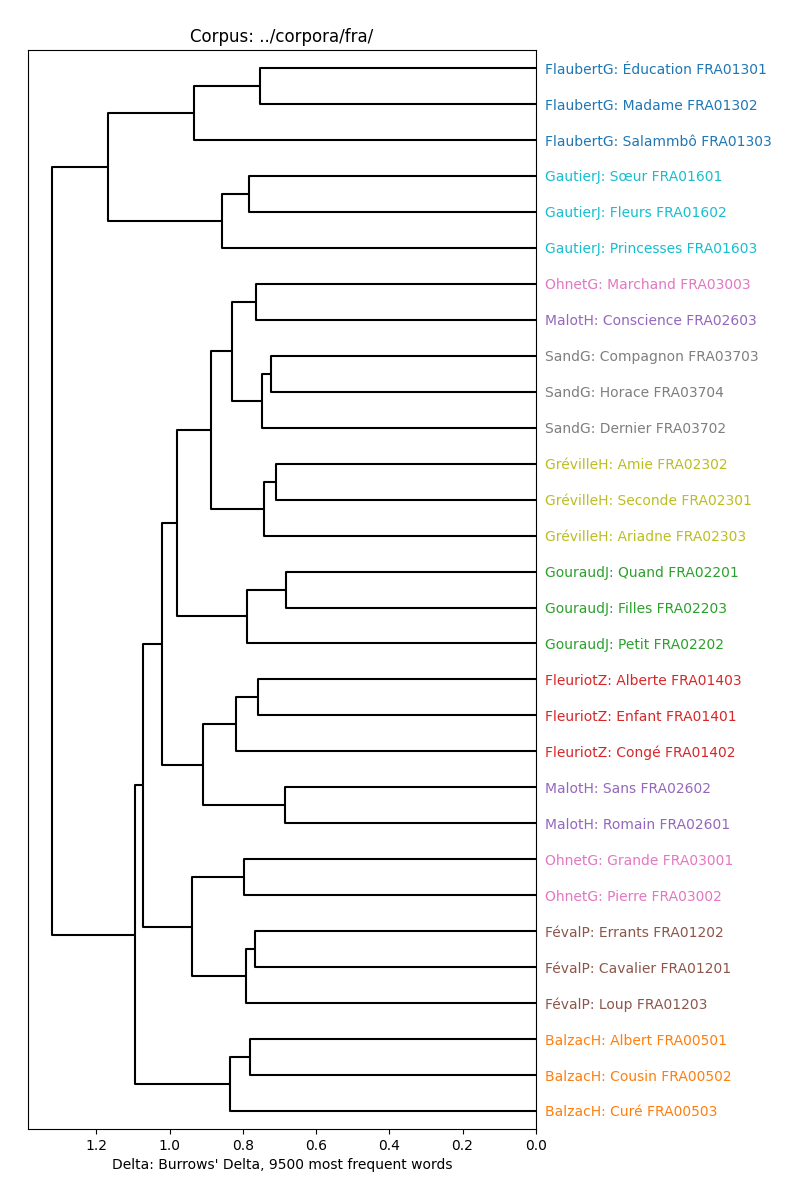 Corpus: ../corpora/fra/
FlaubertG: Éducation FRA01301
FlaubertG: Madame FRA01302
FlaubertG: Salammbô FRA01303
GautierJ: Sœur FRA01601
GautierJ: Fleurs FRA01602
GautierJ: Princesses FRA01603
OhnetG: Marchand FRA03003
MalotH: Conscience FRA02603
SandG: Compagnon FRA03703
SandG: Horace FRA03704
SandG: Dernier FRA03702
GrévilleH: Amie FRA02302
GrévilleH: Seconde FRA02301
GrévilleH: Ariadne FRA02303
GouraudJ: Quand FRA02201
GouraudJ: Filles FRA02203
GouraudJ: Petit FRA02202
FleuriotZ: Alberte FRA01403
FleuriotZ: Enfant FRA01401
FleuriotZ: Congé FRA01402
MalotH: Sans FRA02602
MalotH: Romain FRA02601
OhnetG: Grande FRA03001
OhnetG: Pierre FRA03002
FévalP: Errants FRA01202
FévalP: Cavalier FRA01201
FévalP: Loup FRA01203
BalzacH: Albert FRA00501
BalzacH: Cousin FRA00502
BalzacH: Curé FRA00503
1.2 1.0 0.8 0.6 0.4 0.2 0.0
Delta: Burrows' Delta, 9500 most frequent words